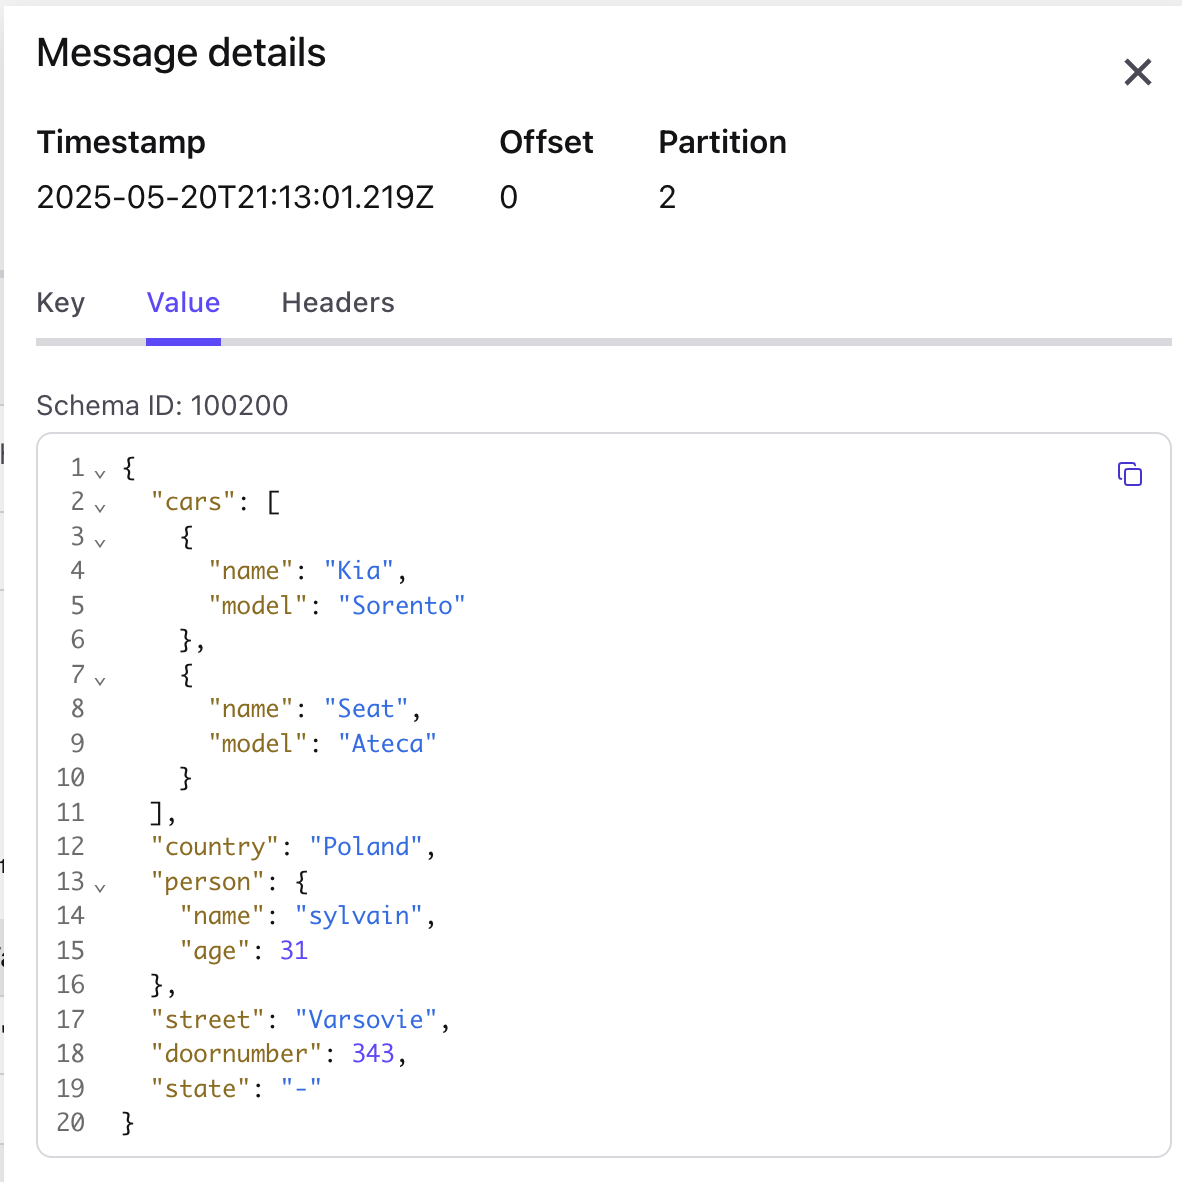 Message details
Timestamp Offset Partition
2025-05-20T21:13:01.219Z 0 2
Key Value Headers
Schema ID: 100200
1 {
2   "cars": [
3     {
4       "name": "Kia",
5       "model": "Sorento"
6     },
7     {
8       "name": "Seat",
9       "model": "Ateca"
10     }
11   ],
12   "country": "Poland",
13   "person": {
14     "name": "sylvain",
15     "age": 31
16   },
17   "street": "Varsovie",
18   "doornumber": 343,
19   "state": "-"
20 }